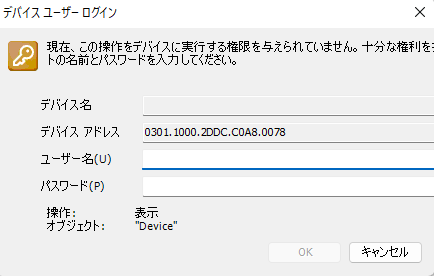 デバイス ユーザー ログイン
現在、この操作をデバイスに実行する権限を与えられていません。十分な権利を
トの名前とパスワードを入力してください。
デバイス名
デバイス アドレス 0301.1000.2DDC.C0A8.0078
ユーザー名(U)
パスワード(P)
操作: 表示
オブジェクト: "Device"
OK キャンセル